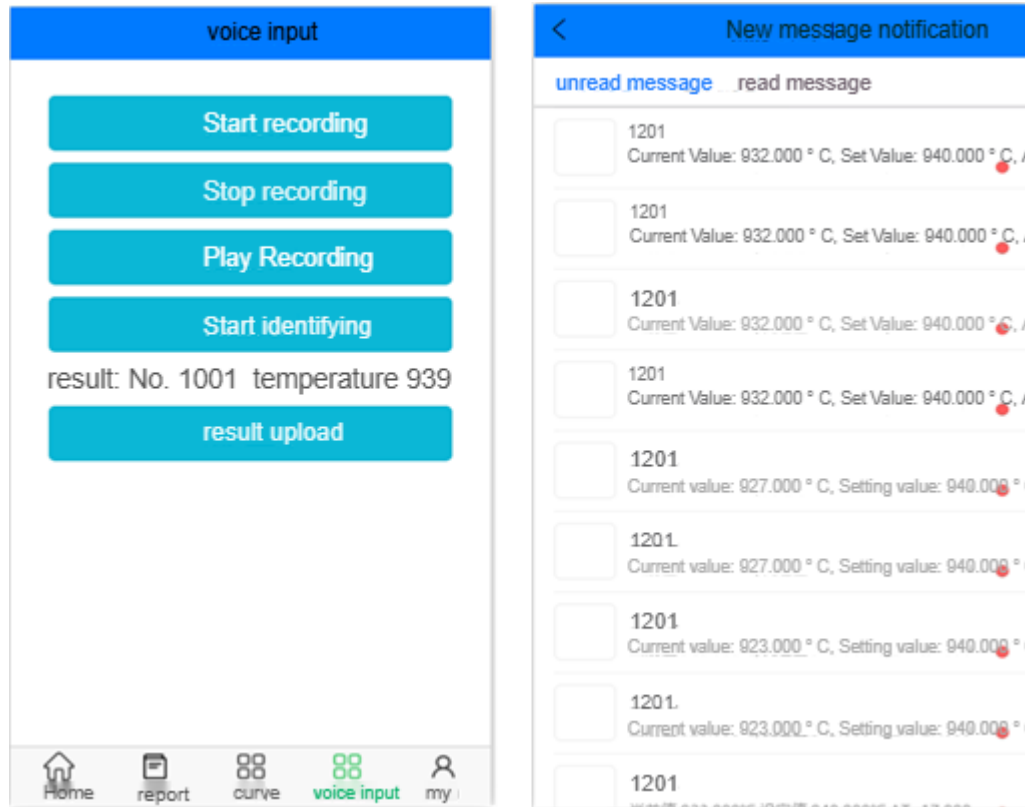 voice input
Start recording
Stop recording
Play Recording
Start identifying
result: No. 1001 temperature 939
result upload
Home
report
curve
voice input
my
New message notification
unread message read message
1201
Current Value: 932.000 ° C, Set Value: 940.000 ° C,
1201
Current Value: 932.000 ° C, Set Value: 940.000 ° C,
1201
Current Value: 932.000 ° C, Set Value: 940.000 ° C,
1201
Current Value: 932.000 ° C, Set Value: 940.000 ° C,
1201
Current value: 927.000 ° C, Setting value: 940.000 °
1201.
Current value: 927.000 ° C, Setting value: 940.000 °
1201
Current value: 923.000 ° C, Setting value: 940.000 °
1201.
Current value: 923.000 ° C, Setting value: 940.000 °
1201